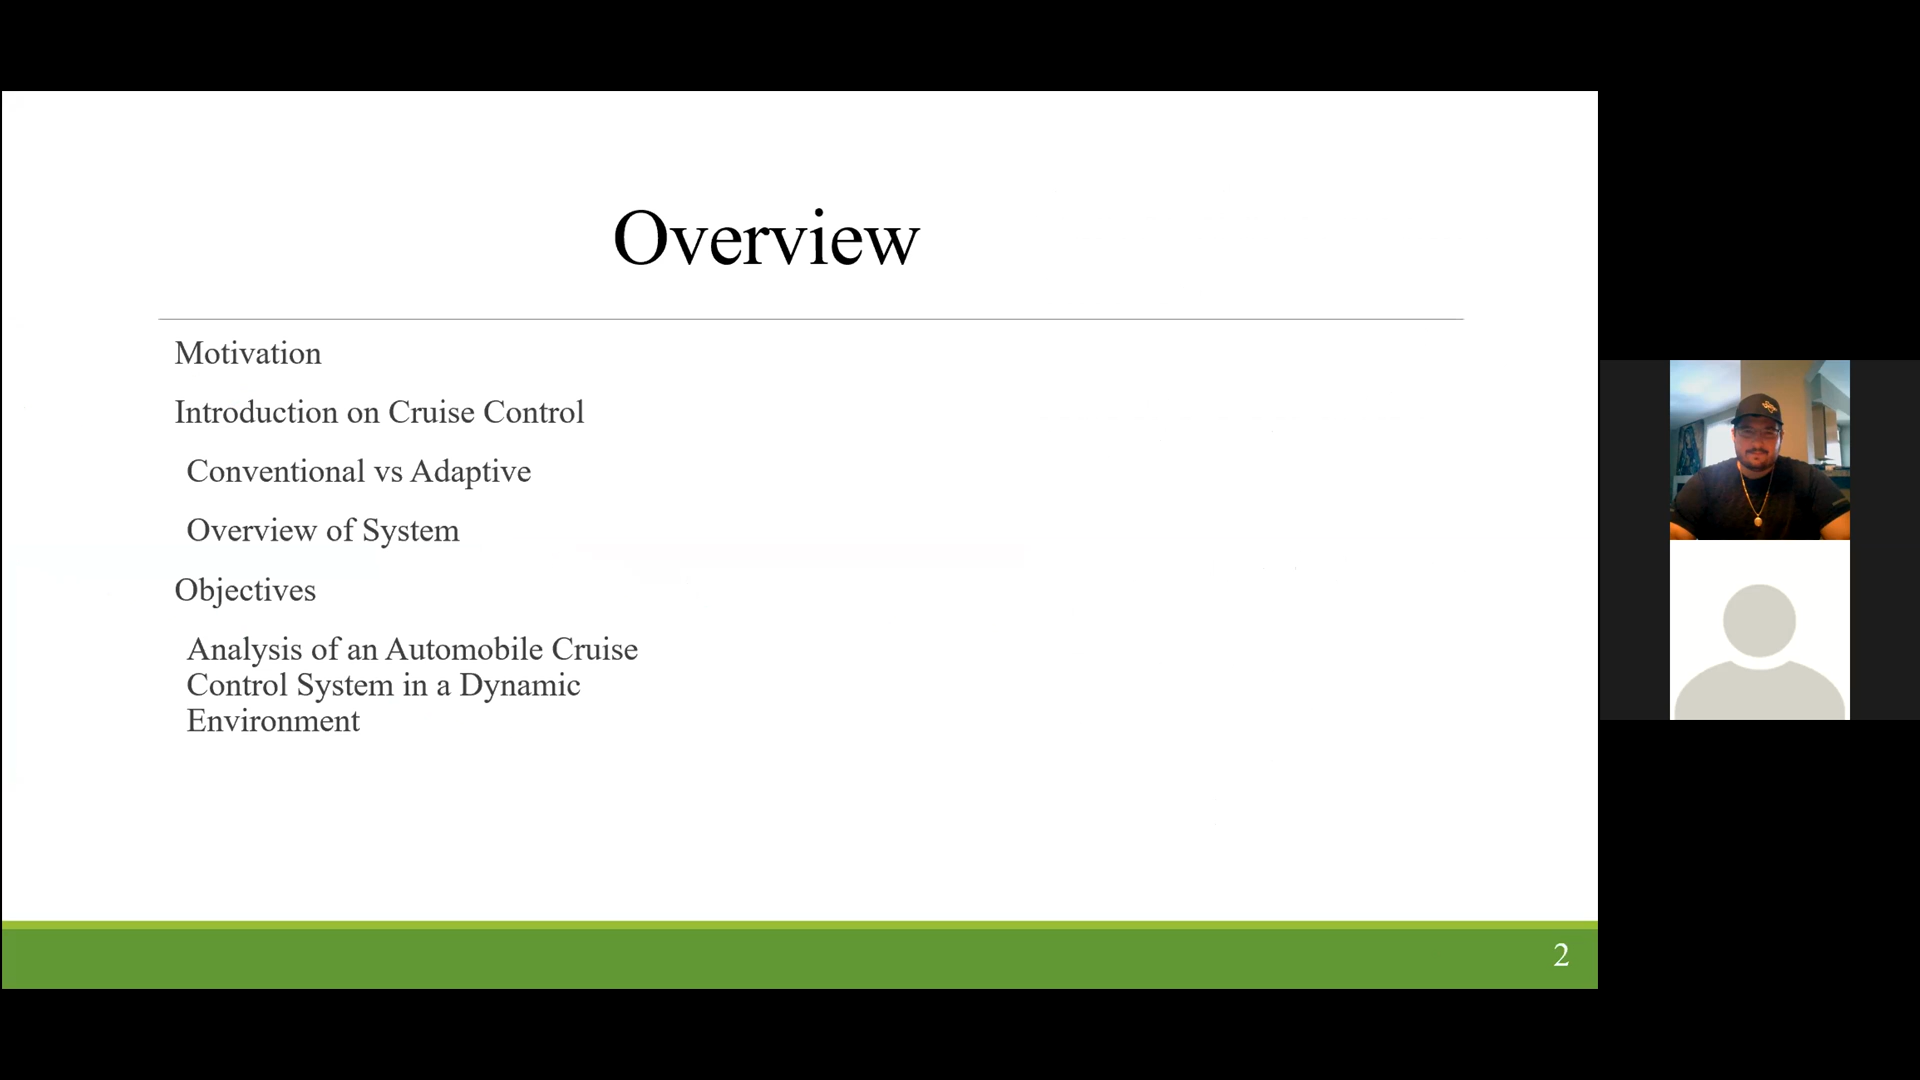 Overview
Motivation
Introduction on Cruise Control
Conventional vs Adaptive
Overview of System
Objectives
Analysis of an Automobile Cruise
Control System in a Dynamic
Environment
2